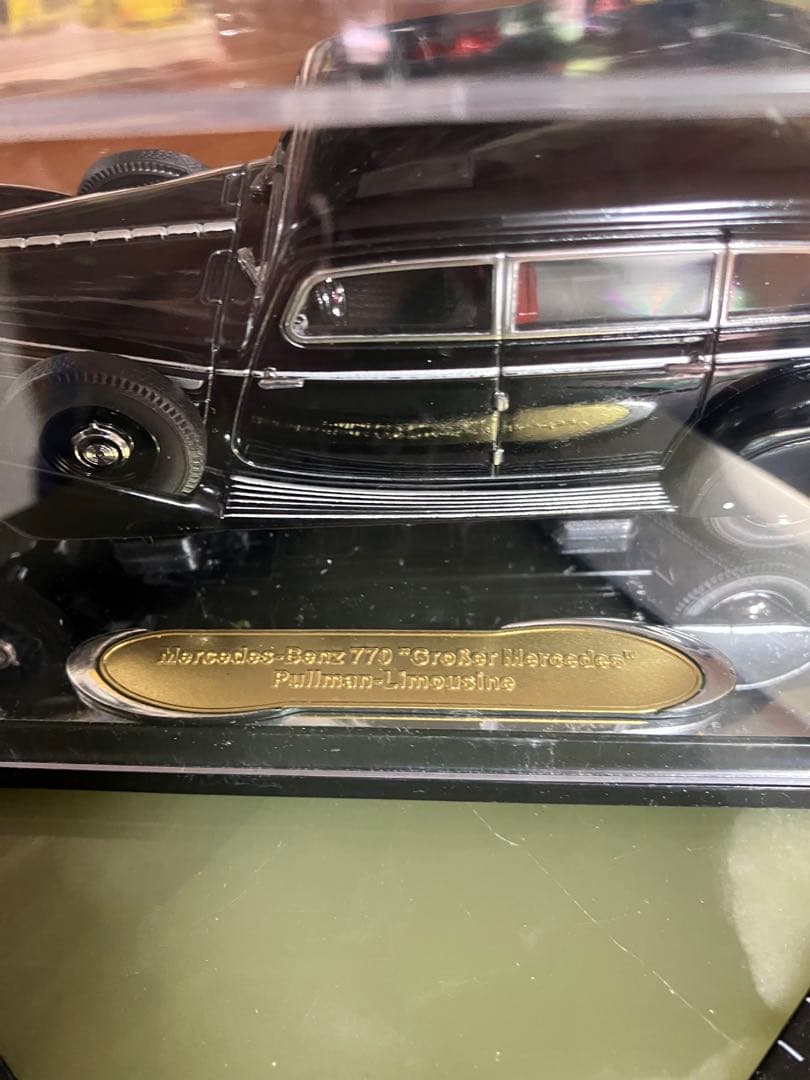 Mercedes-Benz 770 "Großer Mercedes"
Pullman-Limousine